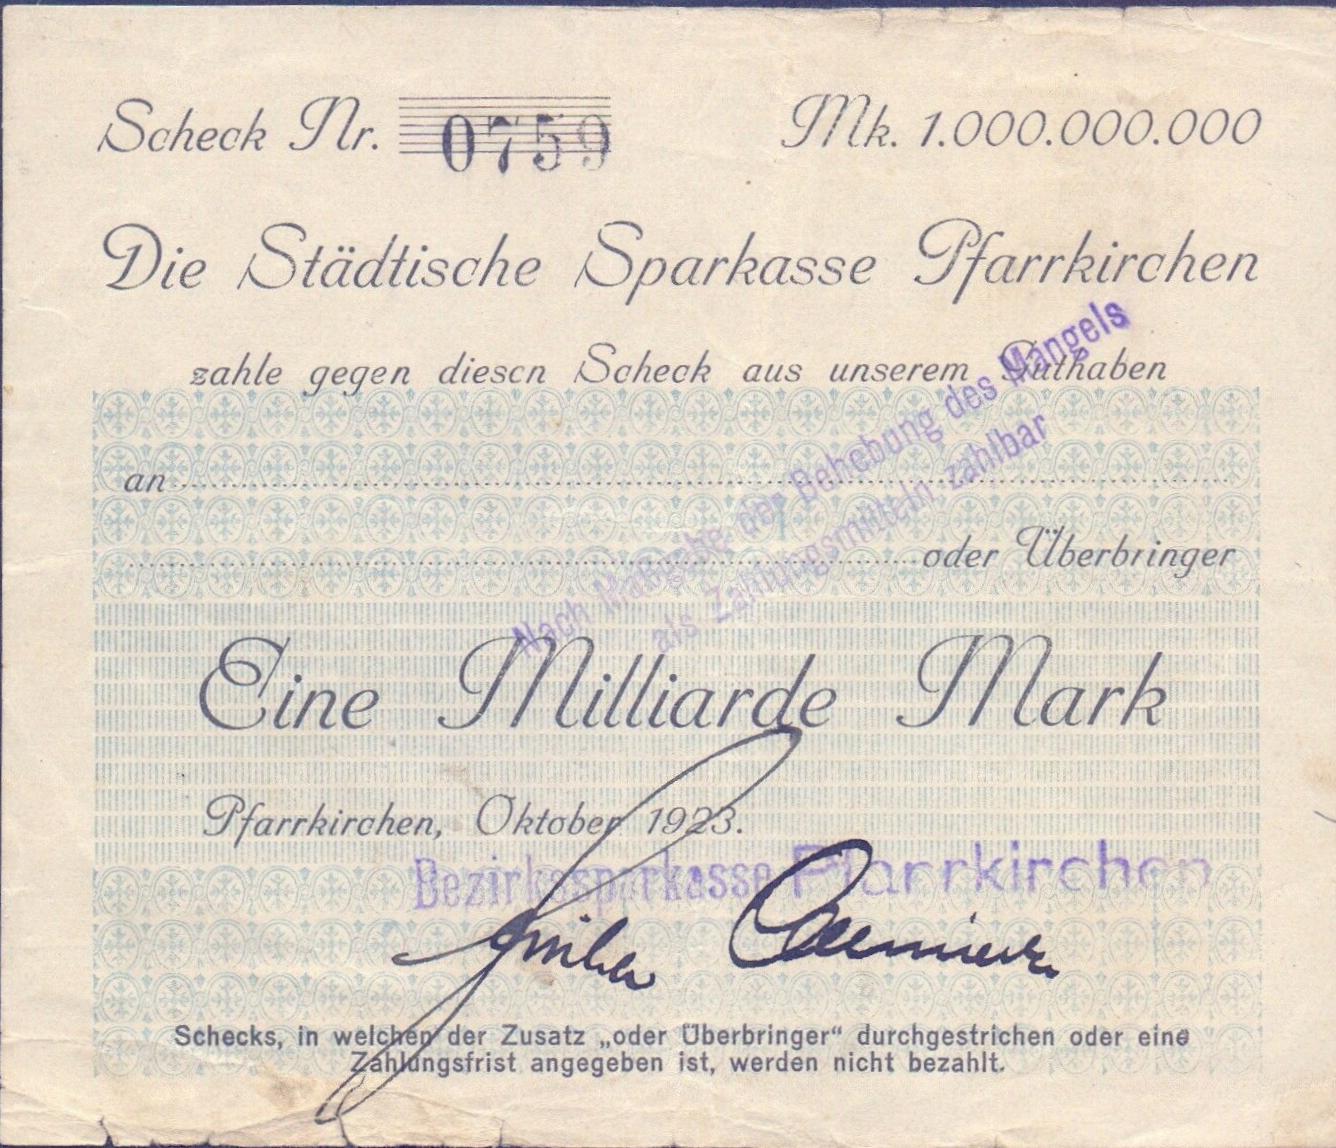 Scheck Nr. 0759 Mk. 1.000.000.000
Die Städtische Sparkasse Pfarrkirchen
zahle gegen diesen Scheck aus unserem Guthaben
an
oder Überbringer
Nach Maßgabe der Behebung des Mangels
als Zahlungsmitteln zahlbar
Eine Milliarde Mark
Pfarrkirchen, Oktober 1923.
Bezirkssparkasse Pfarrkirchen
Schecks, in welchen der Zusatz „oder Überbringer“ durchgestrichen oder eine
Zahlungsfrist angegeben ist, werden nicht bezahlt.